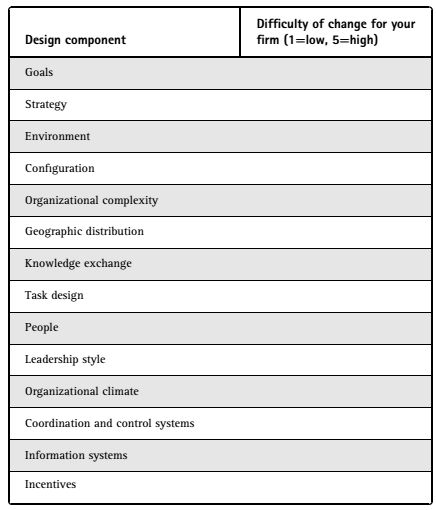 Design component
Difficulty of change for your
firm (1=low, 5=high)
Goals
Strategy
Environment
Configuration
Organizational complexity
Geographic distribution
Knowledge exchange
Task design
People
Leadership style
Organizational climate
Coordination and control systems
Information systems
Incentives